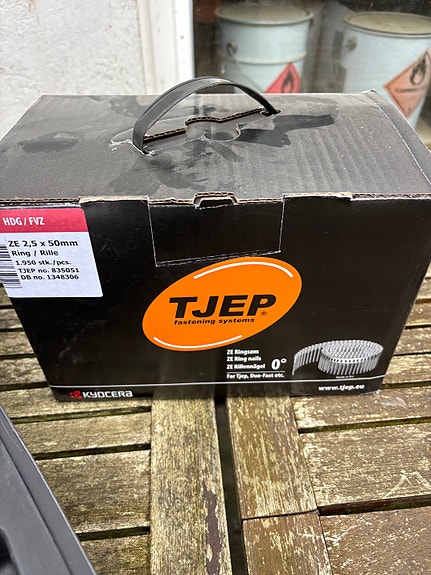 HDG / FVZ
ZE 2,5 x 50mm
Ring / Rille
1.950 stk./pcs.
TJEP no. 835051
DB no. 1348306
TJEP®
fastening systems
ZE Ringsøm
ZE Ring nails
ZE Rillennägel 0°
For Tjep, Duo-Fast etc.
KYOCERA
www.tjep.eu